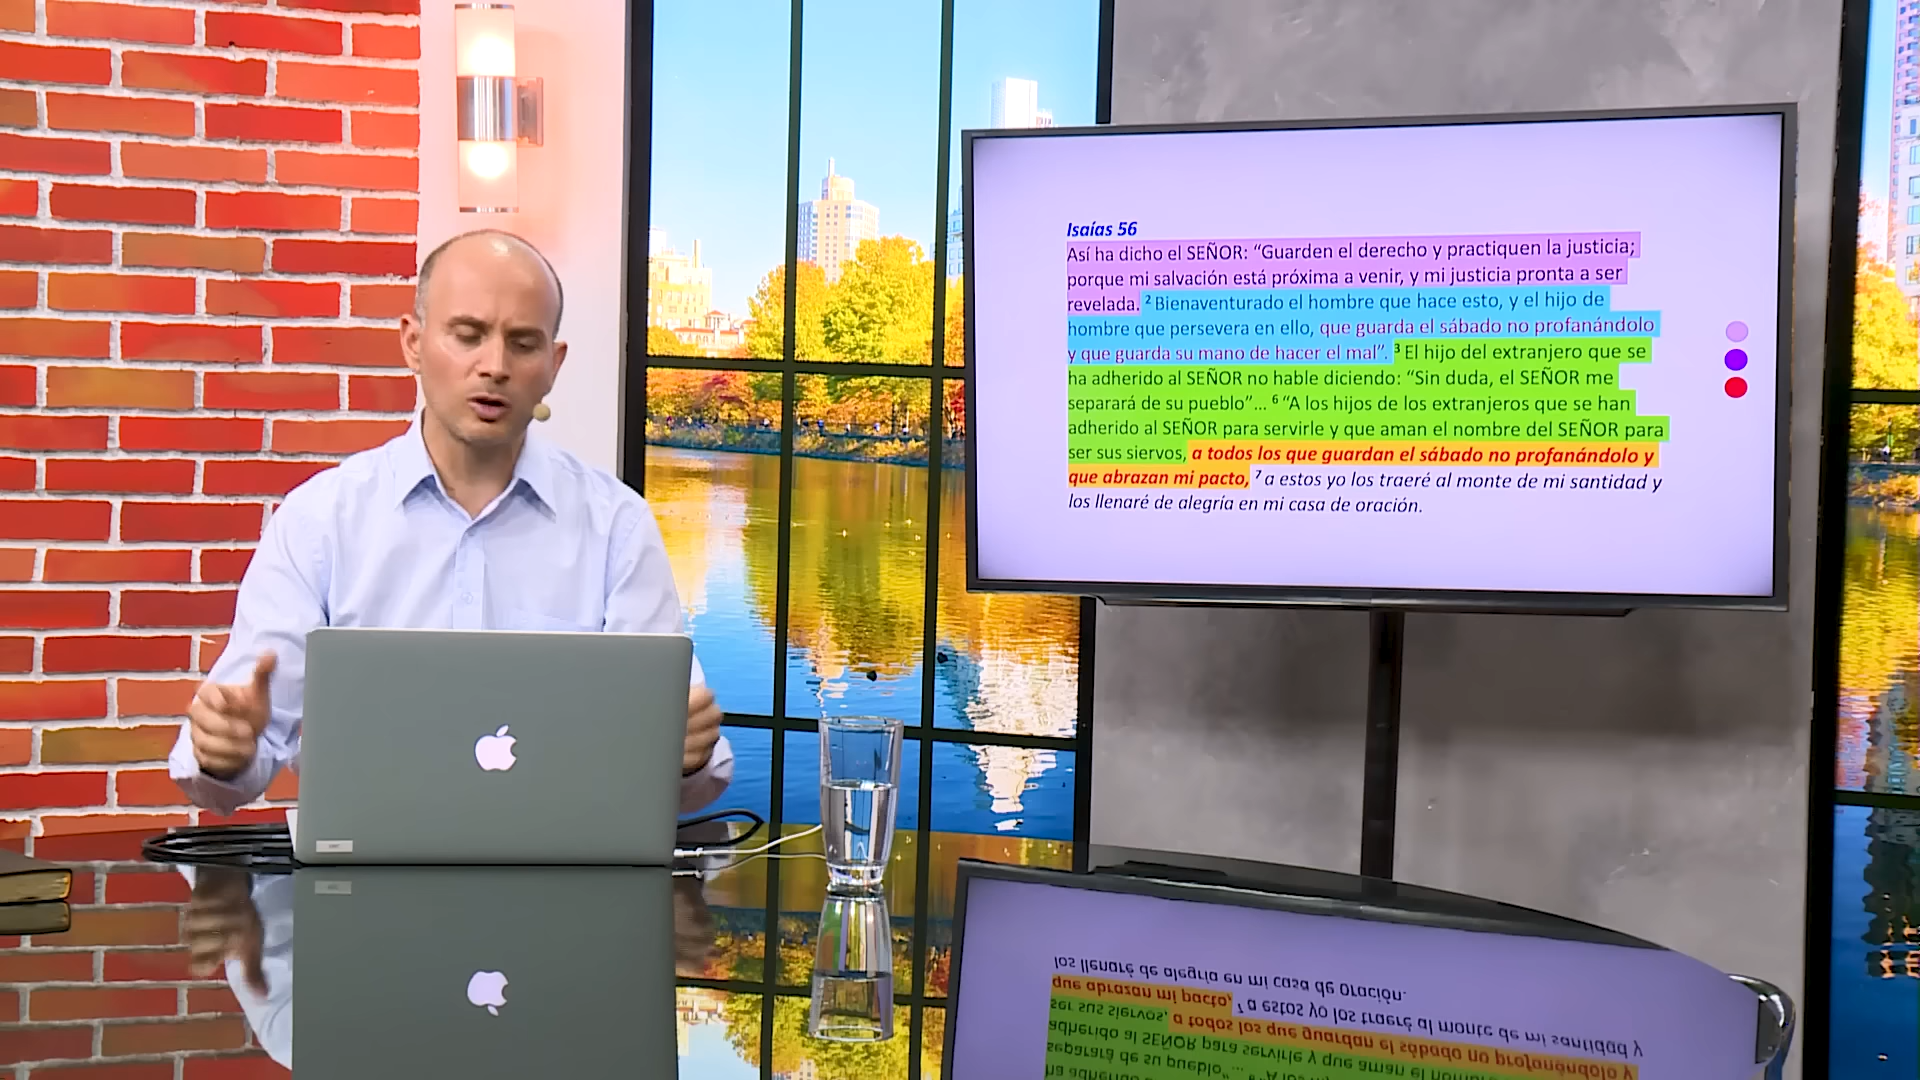 Isaías 56
Así ha dicho el SEÑOR: “Guarden el derecho y practiquen la justicia;
porque mi salvación está próxima a venir, y mi justicia pronta a ser
revelada. ² Bienaventurado el hombre que hace esto, y el hijo de
hombre que persevera en ello, que guarda el sábado no profanándolo
y que guarda su mano de hacer el mal”. ³ El hijo del extranjero que se
ha adherido al SEÑOR no hable diciendo: “Sin duda, el SEÑOR me
separará de su pueblo”... ⁶ “A los hijos de los extranjeros que se han
adherido al SEÑOR para servirle y que aman el nombre del SEÑOR para
ser sus siervos, a todos los que guardan el sábado no profanándolo y
que abrazan mi pacto, ⁷ a estos yo los traeré al monte de mi santidad y
los llenaré de alegría en mi casa de oración.